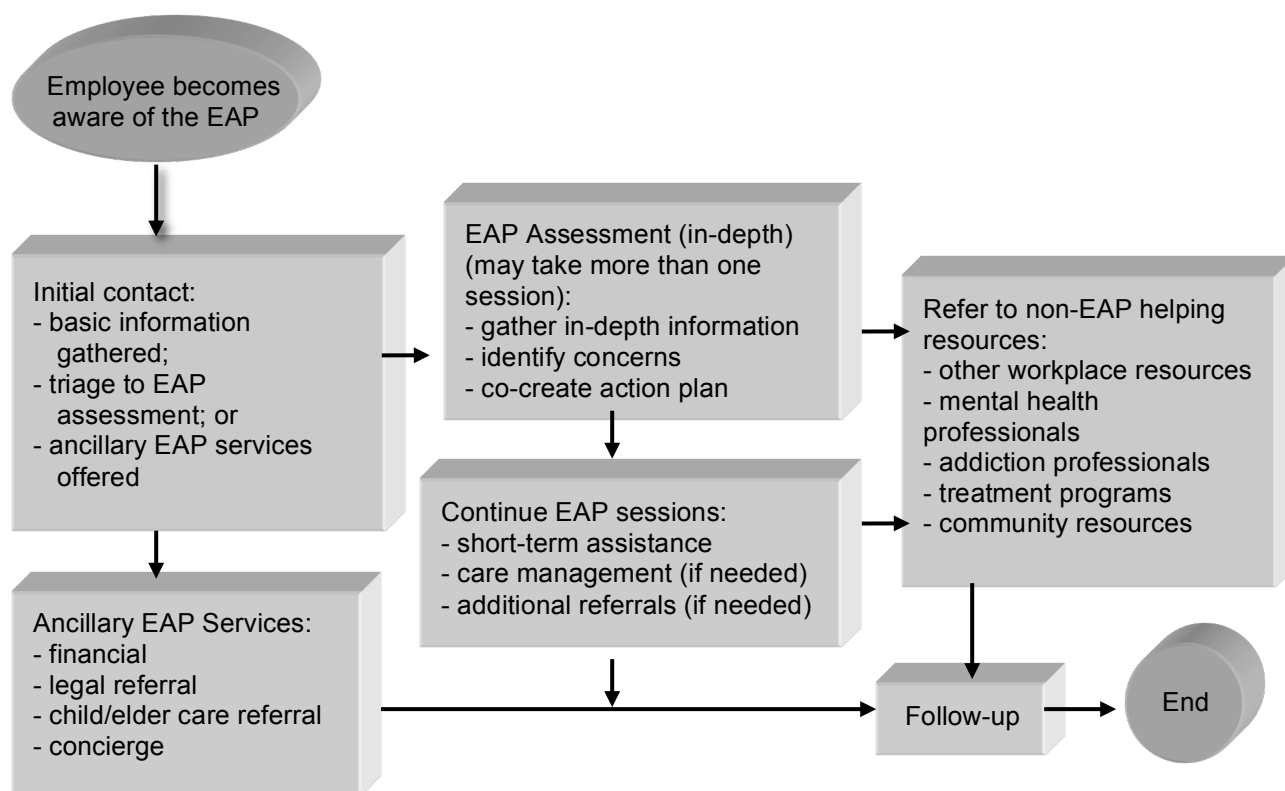 Employee becomes
aware of the EAP
Initial contact:
- basic information
gathered;
- triage to EAP
assessment; or
- ancillary EAP services
offered
EAP Assessment (in-depth)
(may take more than one
session):
- gather in-depth information
- identify concerns
- co-create action plan
Refer to non-EAP helping
resources:
- other workplace resources
- mental health
professionals
- addiction professionals
- treatment programs
- community resources
Continue EAP sessions:
- short-term assistance
- care management (if needed)
- additional referrals (if needed)
Ancillary EAP Services:
- financial
- legal referral
- child/elder care referral
- concierge
Follow-up
End